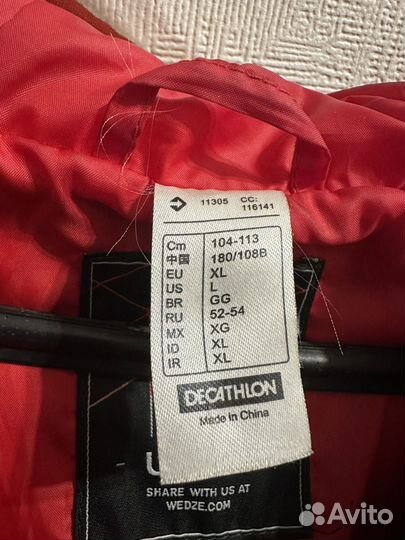 11305 CC: 116141
Cm 104-113
中国 180/108B
EU XL
US L
BR GG
RU 52-54
MX XG
ID XL
IR XL
DECATHLON
Made in China
SHARE WITH US AT
WEDZE.COM
Avito